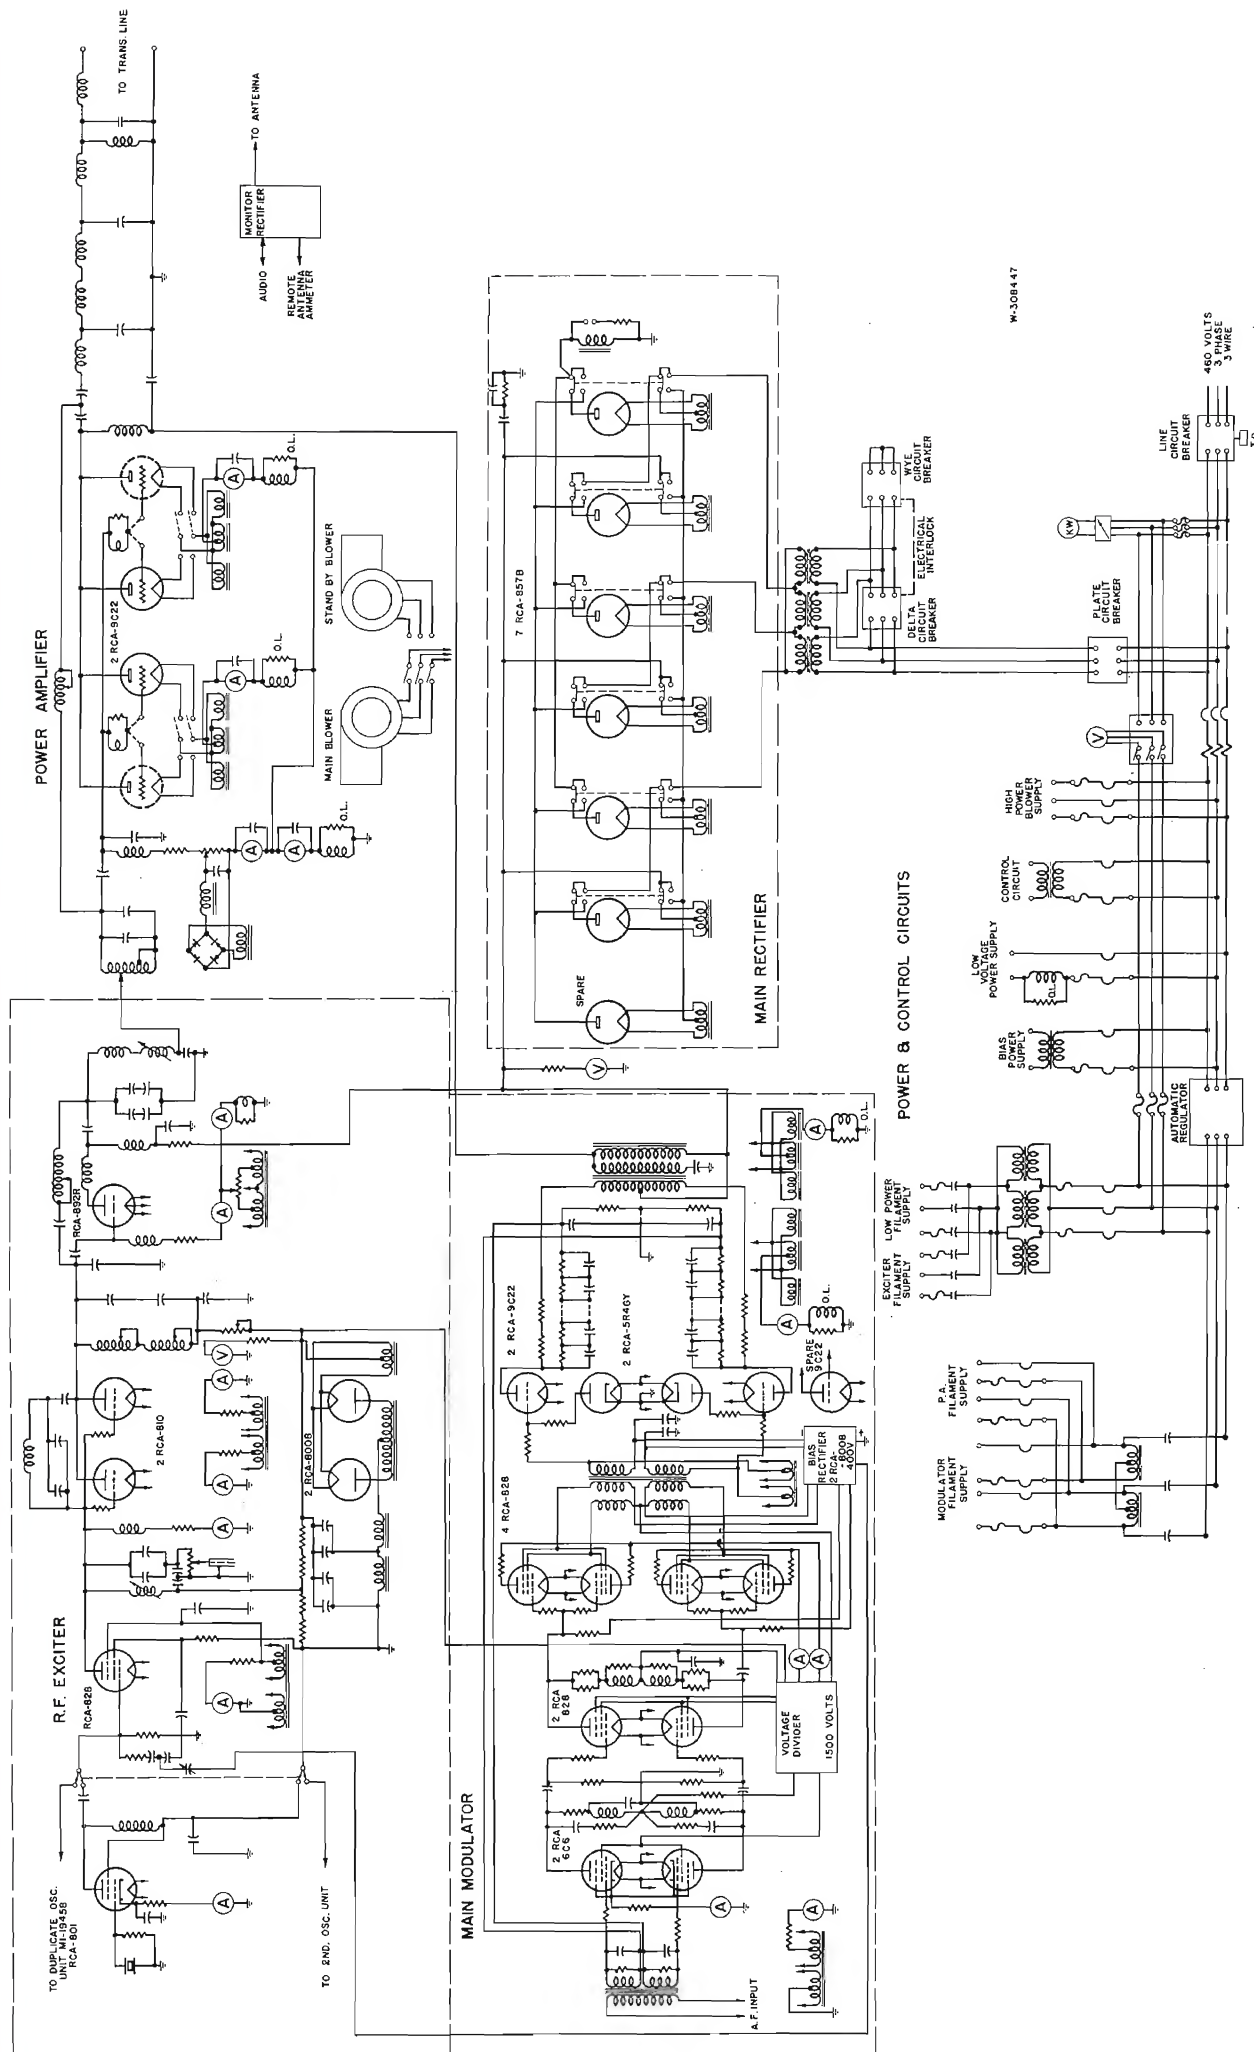 TO TRANS. LINE
TO ANTENNA
MONITOR
RECTIFIER
AUDIO
REMOTE
ANTENNA
AMMETER
POWER AMPLIFIER
2 RCA-9C22
A
O.L.
A
O.L.
A
A
O.L.
STAND BY BLOWER
MAIN BLOWER
R.F. EXCITER
TO DUPLICATE OSC.
UNIT MI-19458
RCA-801
TO 2ND. OSC. UNIT
A
RCA-828
A
A
A
2 RCA-810
A
A
V
2 RCA-8008
RCA-892R
A
A
A
MAIN RECTIFIER
7 RCA-857B
SPARE
V
W-308447
MAIN MODULATOR
A.F. INPUT
A
A
2 RCA
6C6
2 RCA
828
VOLTAGE
DIVIDER
1500 VOLTS
A
A
4 RCA-828
BIAS
RECTIFIER
2 RCA-
8008
400V
+
2 RCA-9C22
2 RCA-5R4GY
SPARE
9C22
A
O.L.
A
O.L.
POWER & CONTROL CIRCUITS
WYE
CIRCUIT
BREAKER
ELECTRICAL
INTERLOCK
DELTA
CIRCUIT
BREAKER
PLATE
CIRCUIT
BREAKER
LINE
CIRCUIT
BREAKER
460 VOLTS
3 PHASE
3 WIRE
KW
V
HIGH
POWER
BLOWER
SUPPLY
CONTROL
CIRCUIT
LOW
VOLTAGE
POWER SUPPLY
O.L.
BIAS
POWER
SUPPLY
AUTOMATIC
REGULATOR
LOW POWER
FILAMENT
SUPPLY
EXCITER
FILAMENT
SUPPLY
P.A.
FILAMENT
SUPPLY
MODULATOR
FILAMENT
SUPPLY